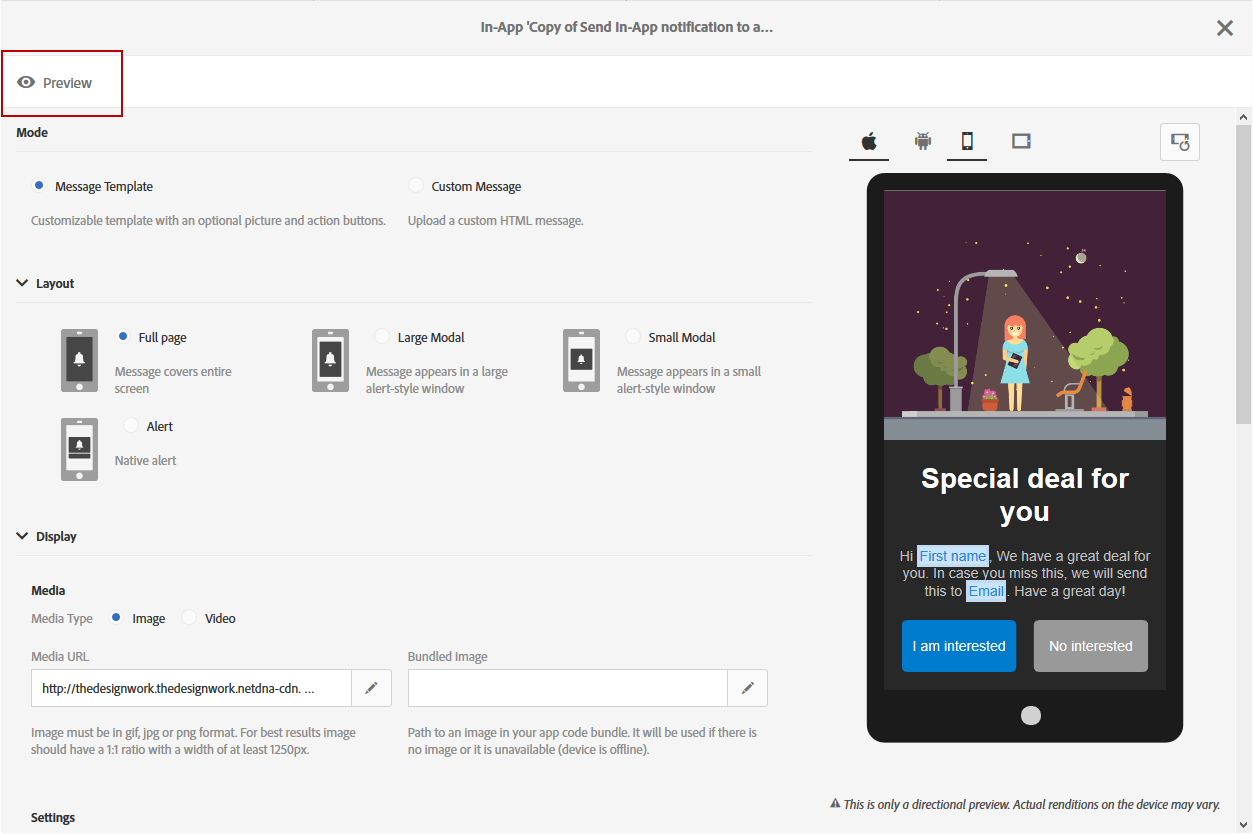 In-App 'Copy of Send In-App notification to a...
Preview
Mode
Message Template
Custom Message
Customizable template with an optional picture and action buttons.
Upload a custom HTML message.
Layout
Full page
Message covers entire
screen
Large Modal
Message appears in a large
alert-style window
Small Modal
Message appears in a small
alert-style window
Alert
Native alert
Display
Media
Media Type
Image
Video
Media URL
http://thedesignwork.thedesignwork.netdna-cdn. ...
Image must be in gif, jpg or png format. For best results image
should have a 1:1 ratio with a width of at least 1250px.
Bundled Image
Path to an image in your app code bundle. It will be used if there is
no image or it is unavailable (device is offline).
Settings
Special deal for
you
Hi First name, We have a great deal for
you. In case you miss this, we will send
this to Email. Have a great day!
I am interested
No interested
This is only a directional preview. Actual renditions on the device may vary.